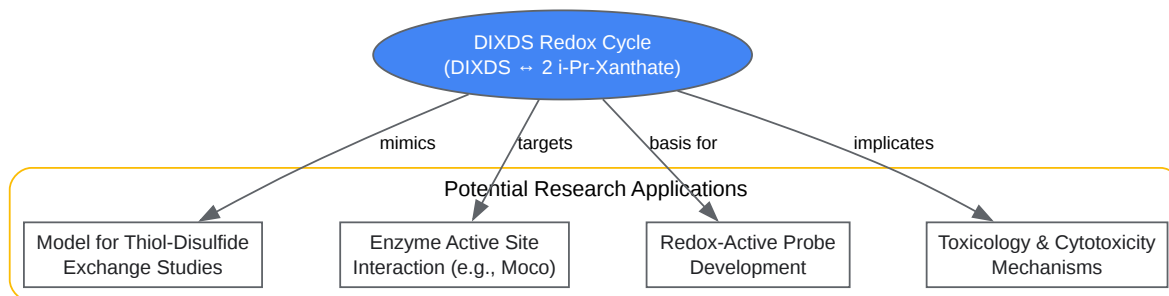 DIXDS Redox Cycle
(DIXDS ↔ 2 i-Pr-Xanthate)
mimics
targets
basis for
implicates
Potential Research Applications
Model for Thiol-Disulfide
Exchange Studies
Enzyme Active Site
Interaction (e.g., Moco)
Redox-Active Probe
Development
Toxicology & Cytotoxicity
Mechanisms